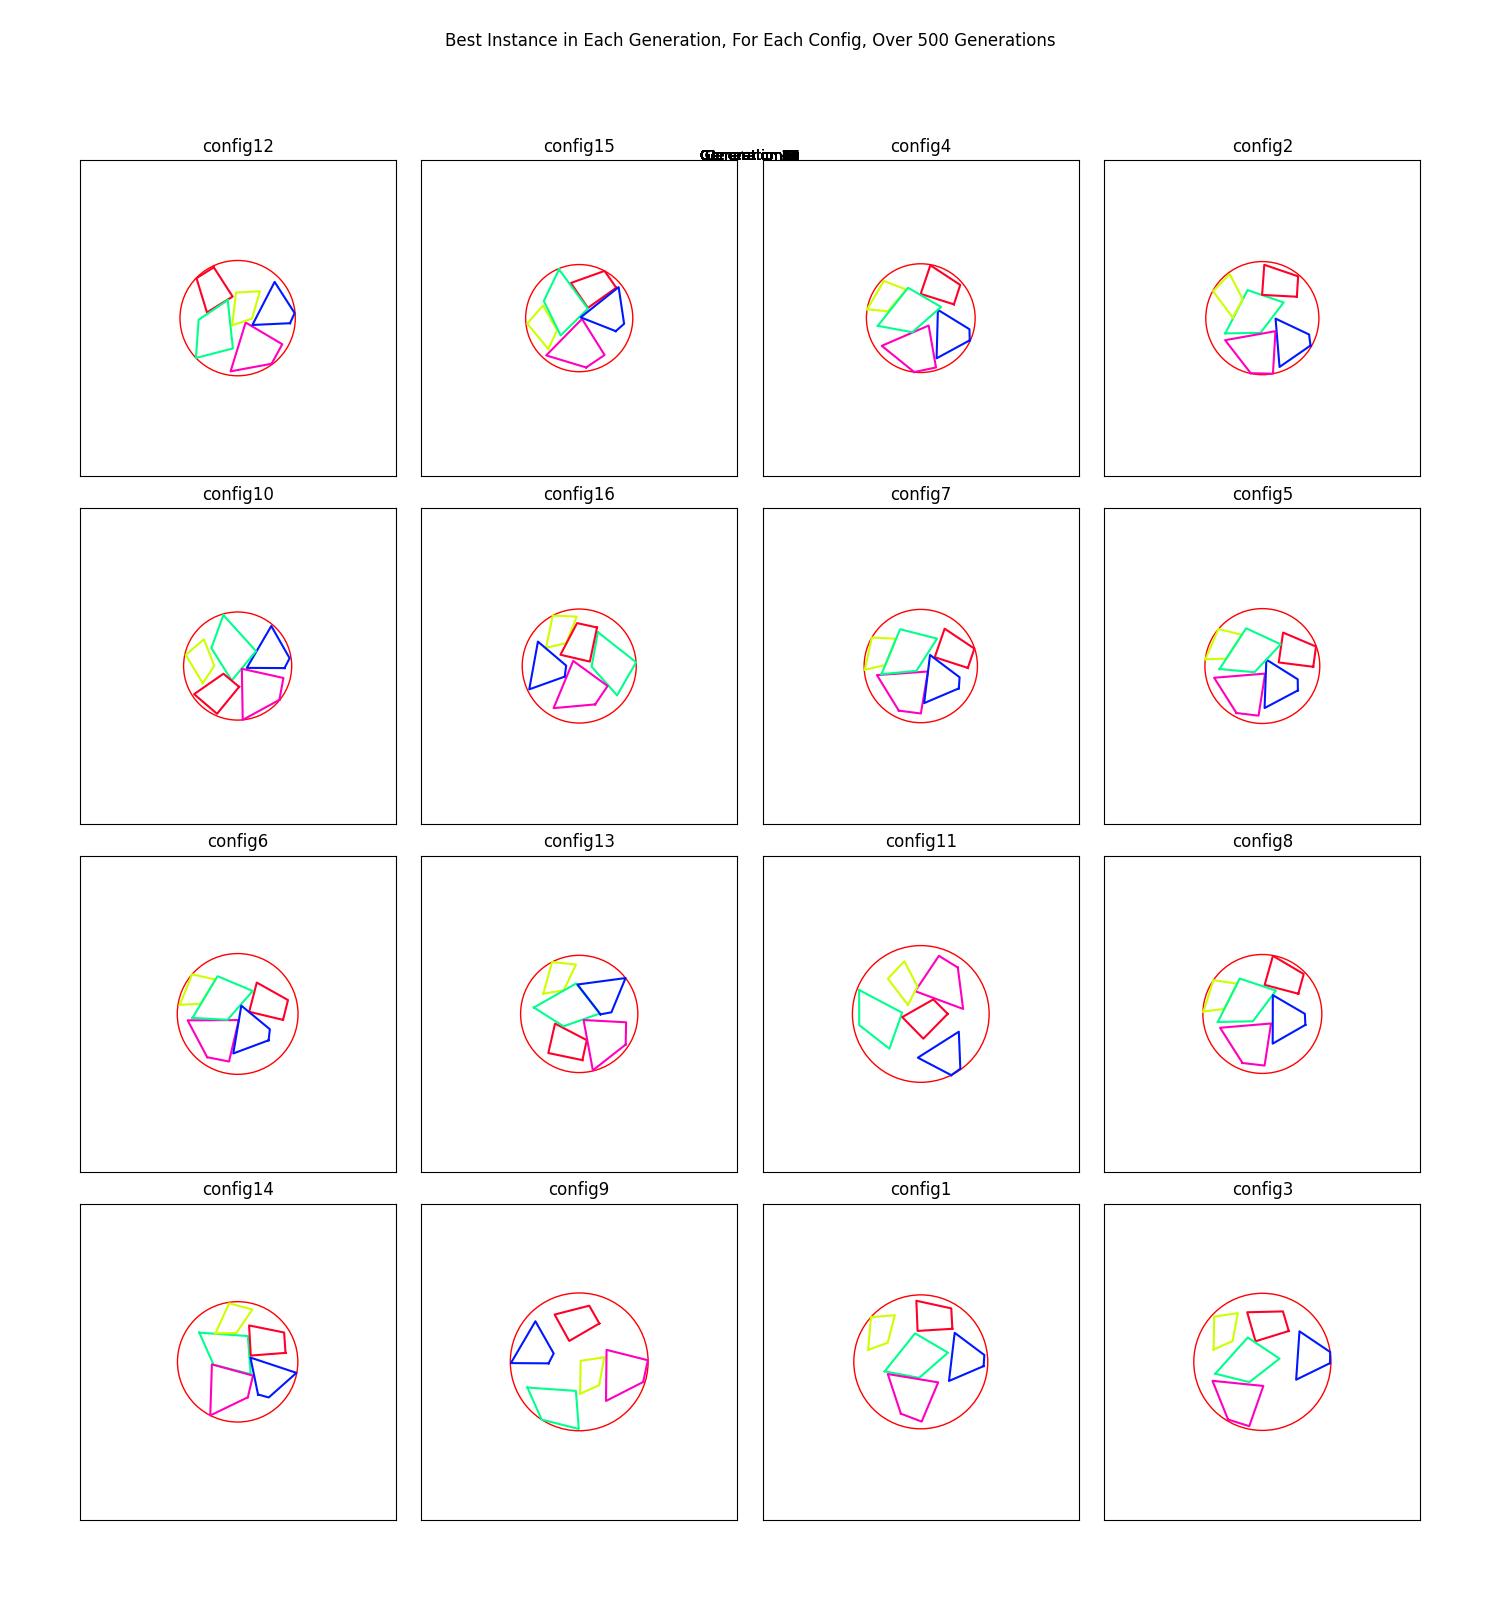 Best Instance in Each Generation, For Each Config, Over 500 Generations
config12
config15
config4
config2
config10
config16
config7
config5
config6
config13
config11
config8
config14
config9
config1
config3